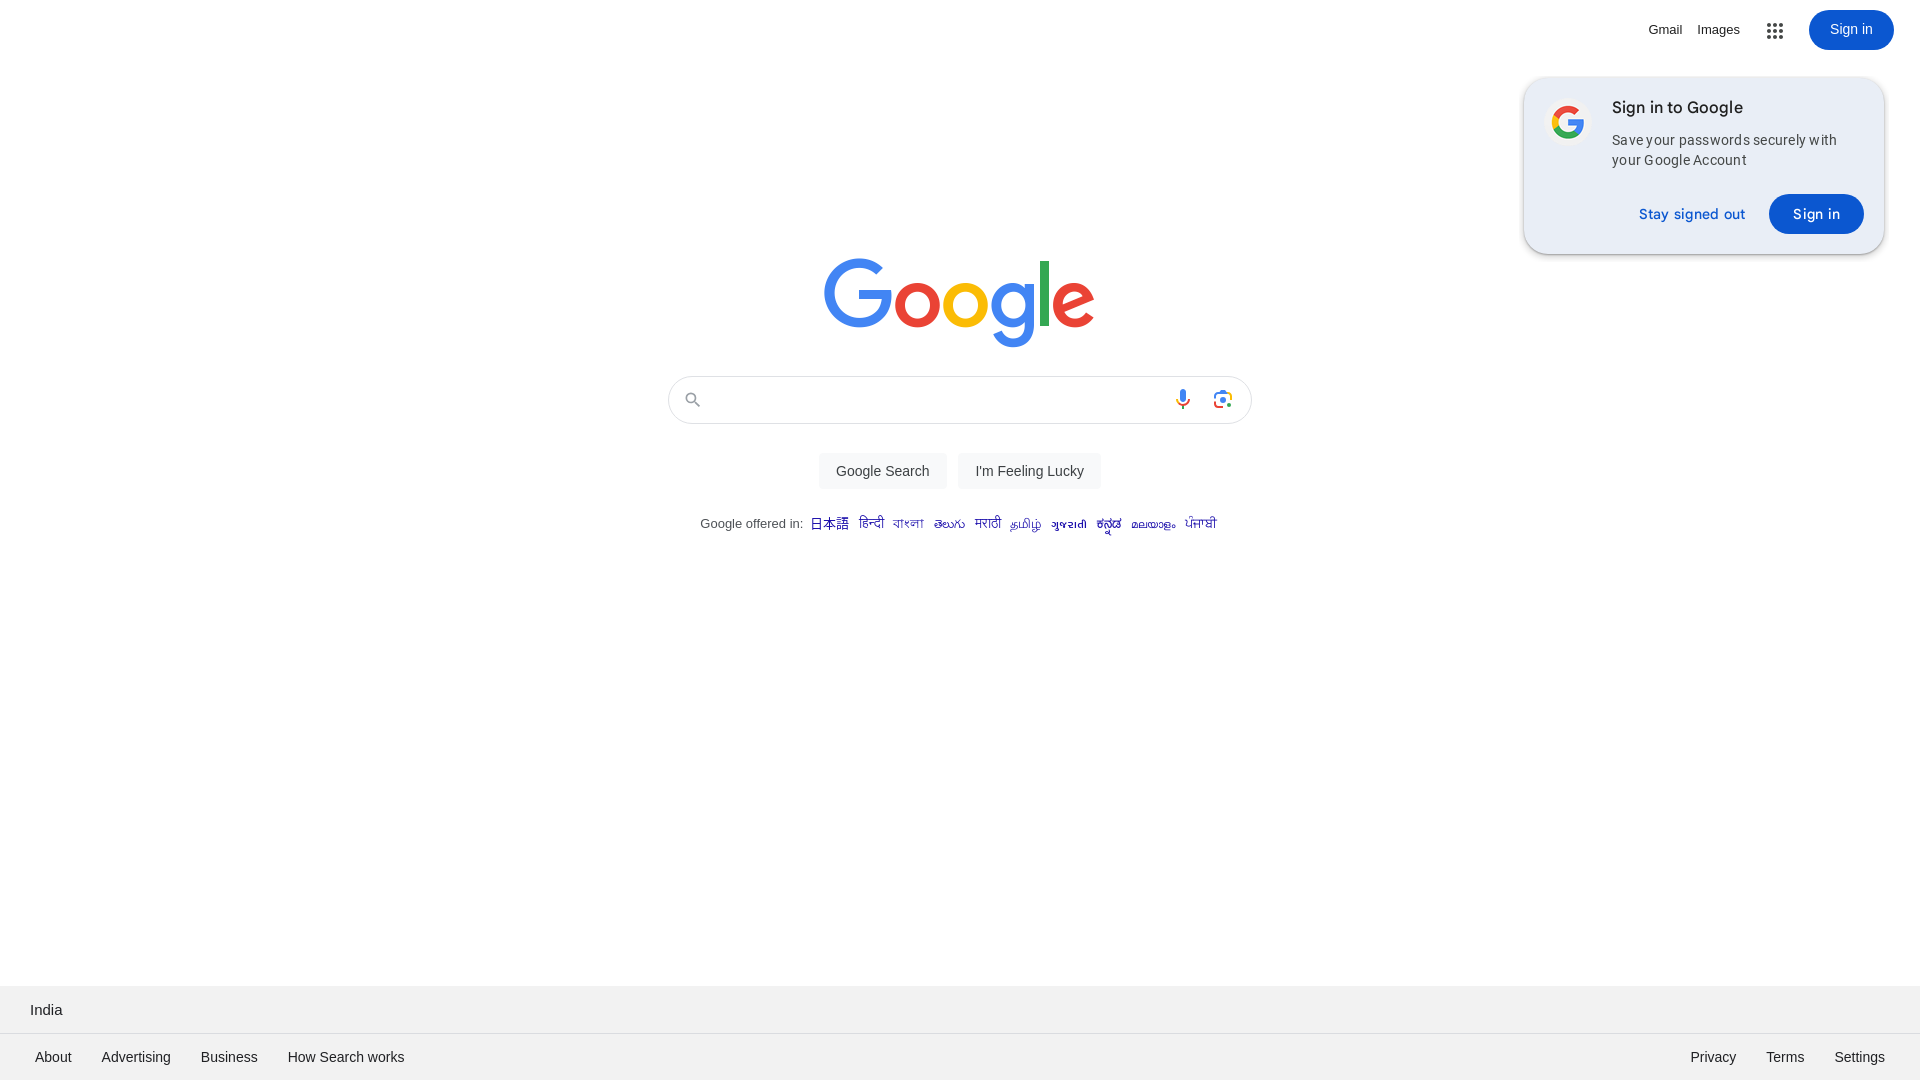 Gmail Images Sign in
Sign in to Google
Save your passwords securely with
your Google Account
Stay signed out Sign in
Google
Google Search I'm Feeling Lucky
Google offered in: 日本語 हिन्दी বাংলা తెలుగు मराठी தமிழ் ગુજરાતી ಕನ್ನಡ മലയാളം ਪੰਜਾਬੀ
India
About Advertising Business How Search works Privacy Terms Settings